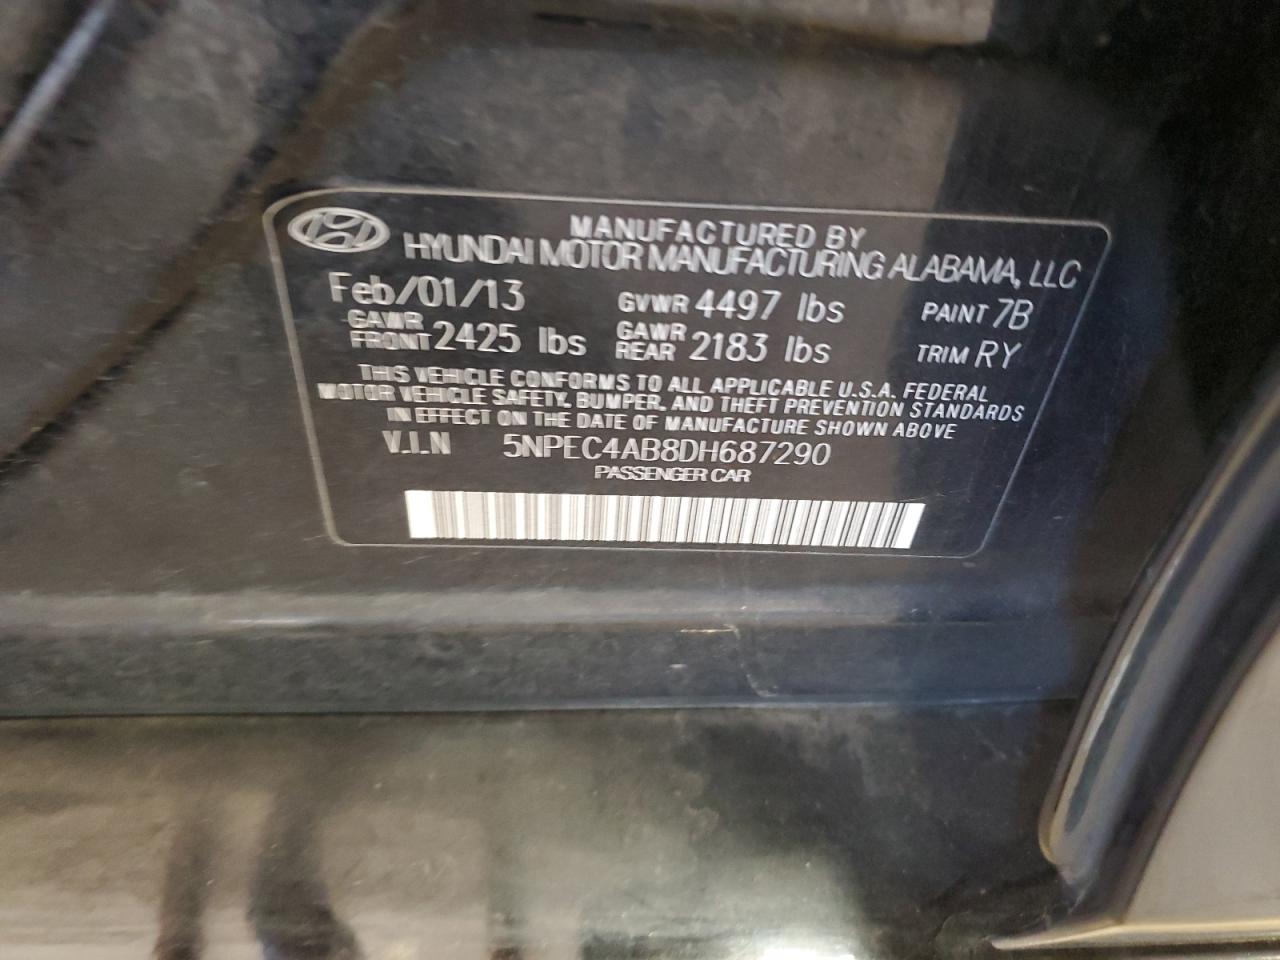 MANUFACTURED BY
HYUNDAI MOTOR MANUFACTURING ALABAMA, LLC
Feb/01/13 GVWR 4497 lbs PAINT 7B
GAWR FRONT 2425 lbs GAWR REAR 2183 lbs TRIM RY
THIS VEHICLE CONFORMS TO ALL APPLICABLE U.S.A. FEDERAL
MOTOR VEHICLE SAFETY, BUMPER, AND THEFT PREVENTION STANDARDS
IN EFFECT ON THE DATE OF MANUFACTURE SHOWN ABOVE
V.I.N 5NPEC4AB8DH687290
PASSENGER CAR